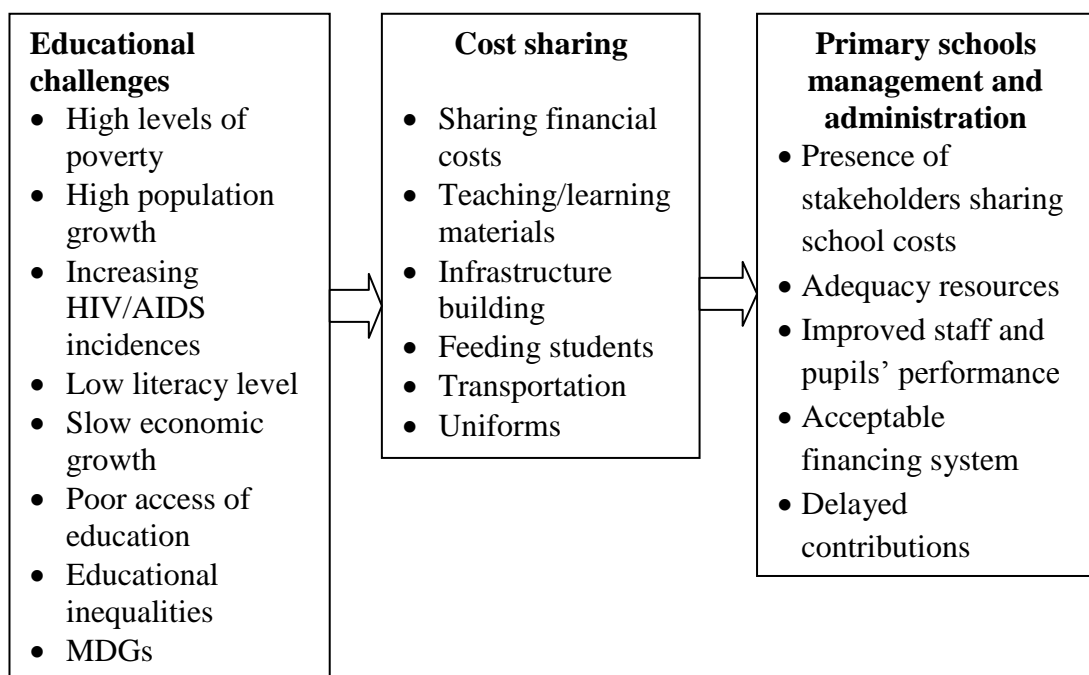 Educational
challenges
• High levels of
poverty
• High population
growth
• Increasing
HIV/AIDS
incidences
• Low literacy level
• Slow economic
growth
• Poor access of
education
• Educational
inequalities
• MDGs
Cost sharing
• Sharing financial
costs
• Teaching/learning
materials
• Infrastructure
building
• Feeding students
• Transportation
• Uniforms
Primary schools
management and
administration
• Presence of
stakeholders sharing
school costs
• Adequacy resources
• Improved staff and
pupils’ performance
• Acceptable
financing system
• Delayed
contributions